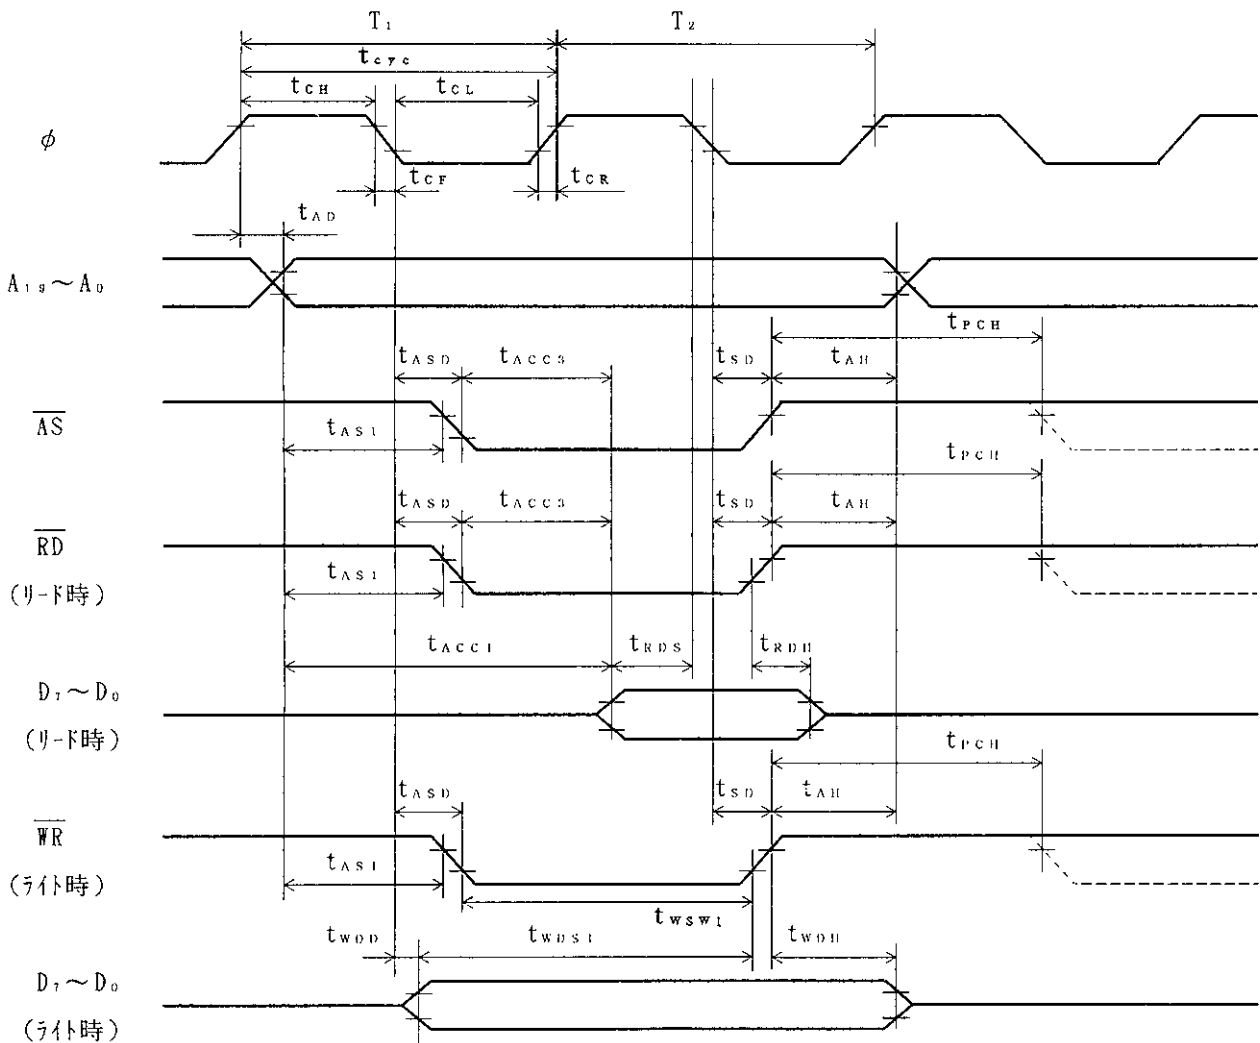 T₁ T₂
tcyc
tCH tCL
φ
tCF tCR
tAD
A₁₉～A₀
tPCH
tASD tACC3 tSD tAH
AS
tAS1
tPCH
tASD tACC3 tSD tAH
RD
tAS1
(リード時)
tACC1 tRDS tRDH
D₇～D₀
(リード時)
tPCH
tASD tSD tAH
WR
tAS1
(ライト時)
tWSW1
tWDD tWDS1 tWDH
D₇～D₀
(ライト時)